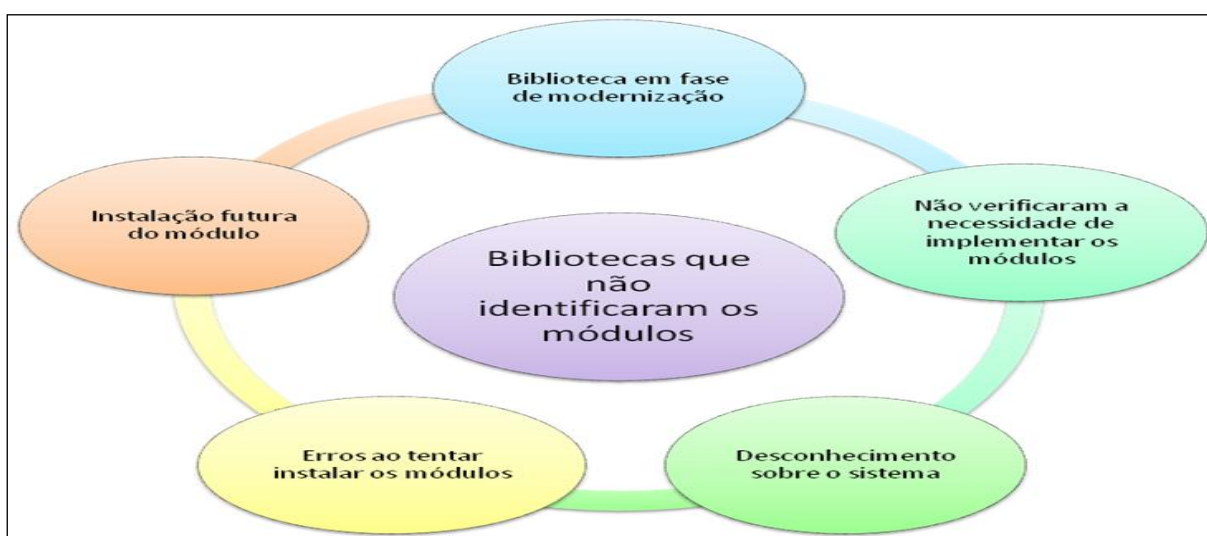 Biblioteca em fase
de modernização
Não verificaram a
necessidade de
implementar os
módulos
Desconhecimento
sobre o sistema
Erros ao tentar
instalar os módulos
Instalação futura
do módulo
Bibliotecas que
não
identificaram os
módulos